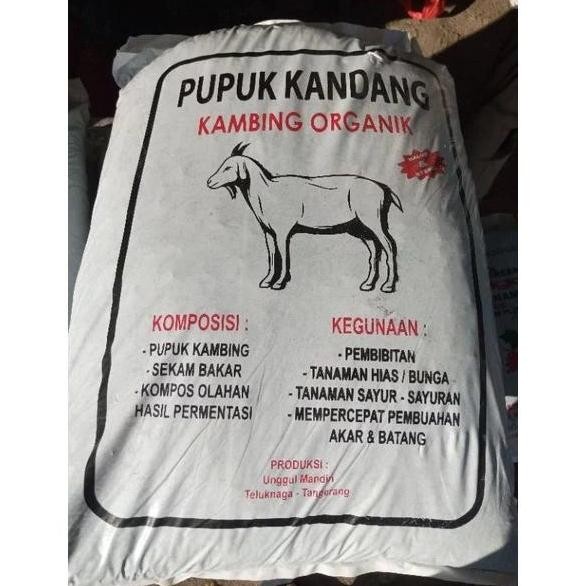 PUPUK KANDANG
KAMBING ORGANIK
KOMPOSISI :
- PUPUK KAMBING
- SEKAM BAKAR
- KOMPOS OLAHAN
HASIL PERMENTASI
KEGUNAAN :
- PEMBIBITAN
- TANAMAN HIAS / BUNGA
- TANAMAN SAYUR - SAYURAN
- MEMPERCEPAT PEMBUAHAN
AKAR & BATANG
PRODUKSI :
Unggul Mandiri
Teluknaga - Tangerang